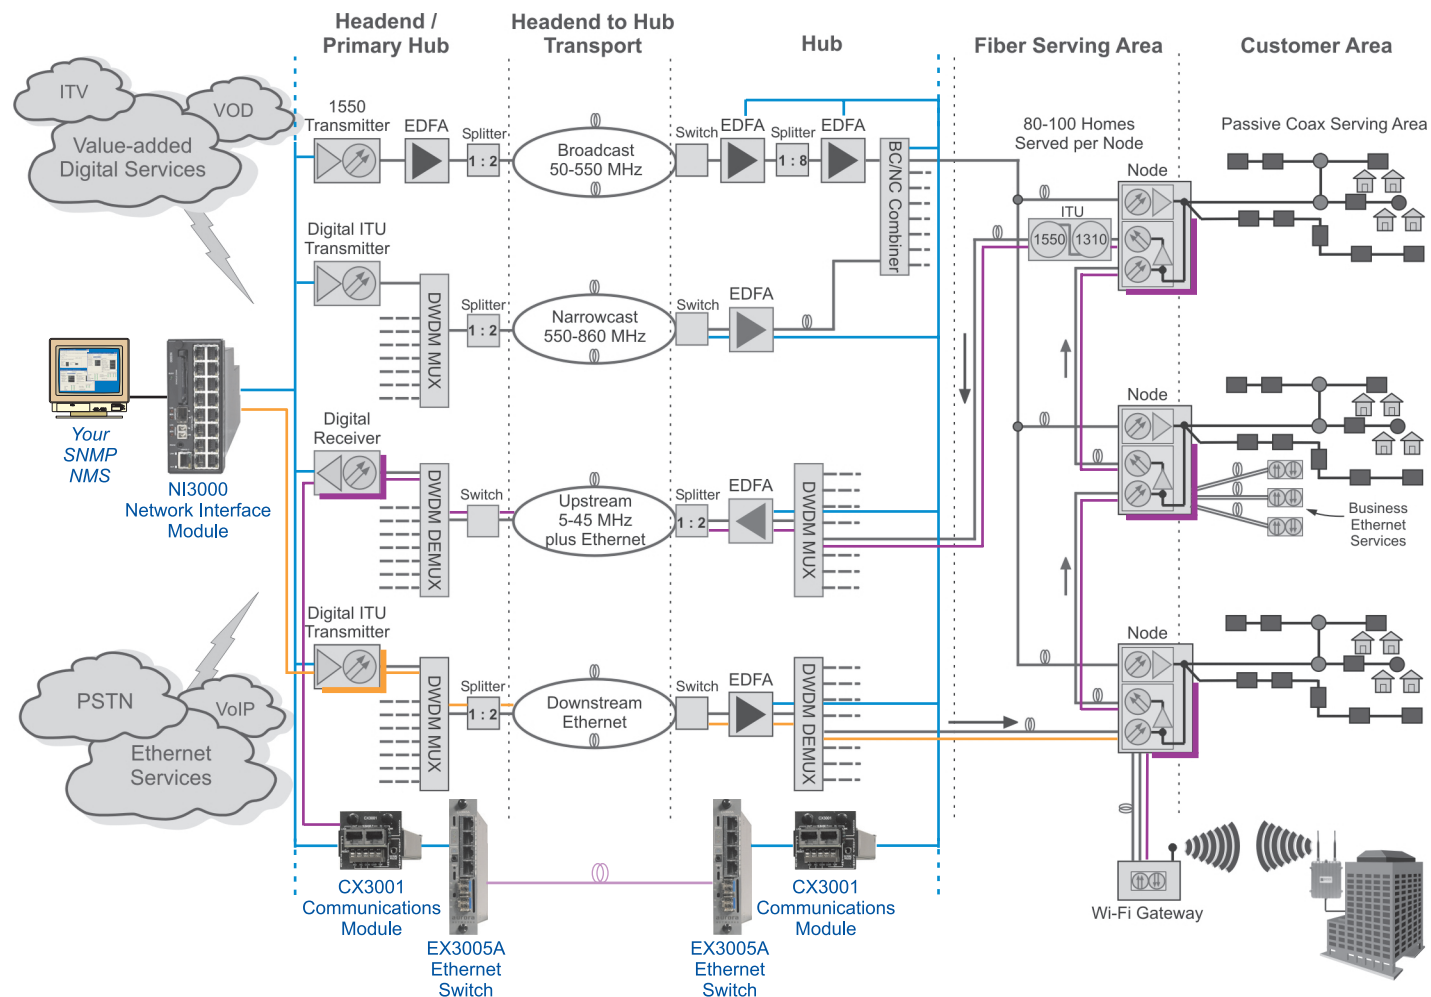 Headend /
Primary Hub
Headend to Hub
Transport
Hub
Fiber Serving Area
Customer Area
ITV
VOD
Value-added
Digital Services
1550
Transmitter
EDFA
Splitter
1 : 2
Broadcast
50-550 MHz
Switch
EDFA
Splitter
1 : 8
EDFA
BC/NC Combiner
80-100 Homes
Served per Node
Passive Coax Serving Area
Node
ITU
1550
1310
Digital ITU
Transmitter
DWDM MUX
Splitter
1 : 2
Narrowcast
550-860 MHz
Switch
EDFA
Your
SNMP
NMS
NI3000
Network Interface
Module
Digital
Receiver
DWDM DEMUX
Switch
Upstream
5-45 MHz
plus Ethernet
Splitter
1 : 2
EDFA
DWDM MUX
Node
Business
Ethernet
Services
PSTN
VoIP
Ethernet
Services
Digital ITU
Transmitter
DWDM MUX
Splitter
1 : 2
Downstream
Ethernet
Switch
EDFA
DWDM DEMUX
Node
CX3001
CX3001
Communications
Module
EX3005A
Ethernet
Switch
EX3005A
Ethernet
Switch
CX3001
CX3001
Communications
Module
Wi-Fi Gateway